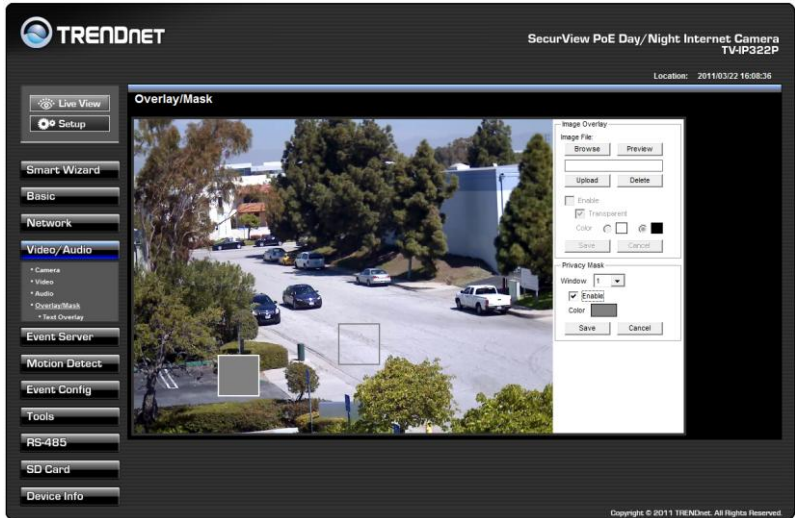 TRENDNET
SecurView PoE Day/Night Internet Camera
TV-IP322P
Location: 2011/03/22 16:08:36
Live View
Setup
Smart Wizard
Basic
Network
Video/Audio
• Camera
• Video
• Audio
• Overlay/Mask
• Text Overlay
Event Server
Motion Detect
Event Config
Tools
RS-485
SD Card
Device Info
Overlay/Mask
Image Overlay
Image File:
Browse Preview
Upload Delete
Enable
Transparent
Color
Save Cancel
Privacy Mask
Window 1
Enable
Color
Save Cancel
Copyright © 2011 TRENDnet. All Rights Reserved.